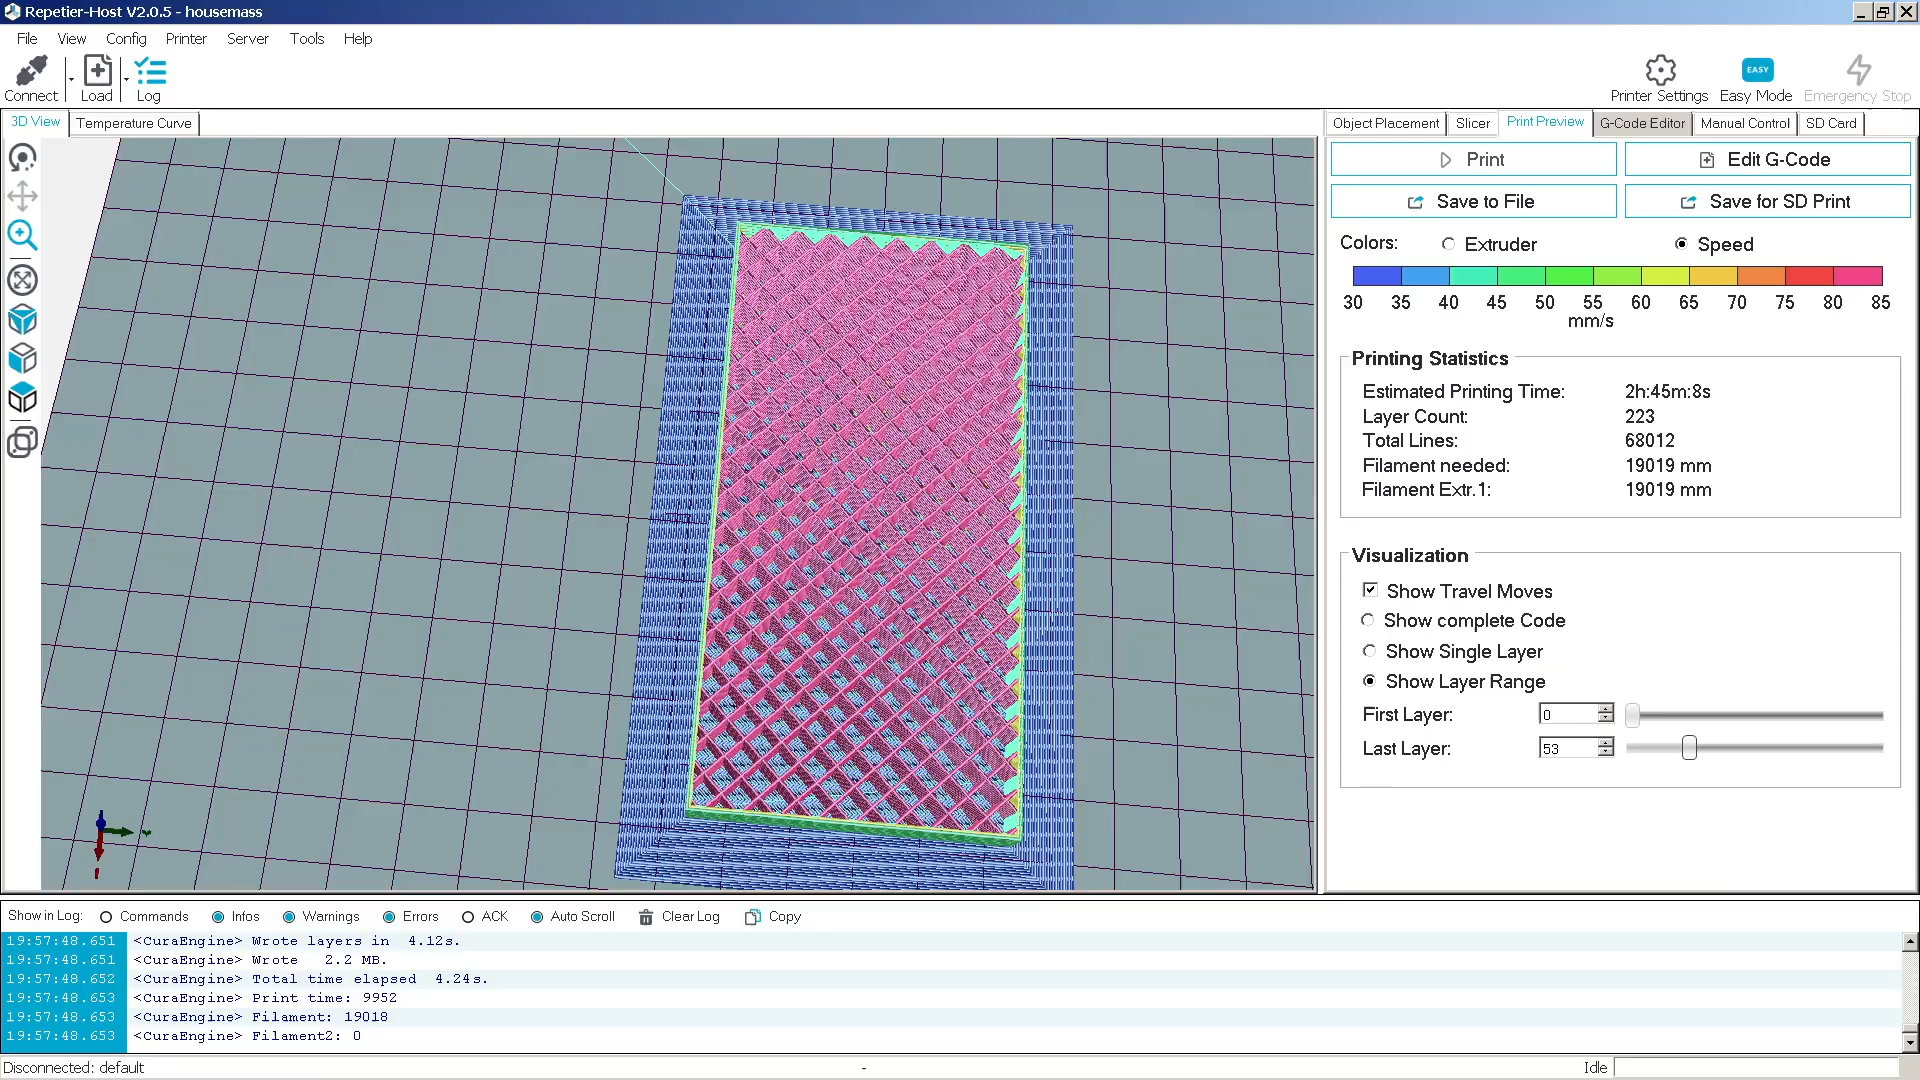 Repetier-Host V2.0.5 - housemass
File View Config Printer Server Tools Help
Connect Load Log Printer Settings EASY Easy Mode Emergency Stop
3D View Temperature Curve Object Placement Slicer Print Preview G-Code Editor Manual Control SD Card
Print Edit G-Code
Save to File Save for SD Print
Colors: Extruder Speed
30 35 40 45 50 55 60 65 70 75 80 85
mm/s
Printing Statistics
Estimated Printing Time: 2h:45m:8s
Layer Count: 223
Total Lines: 68012
Filament needed: 19019 mm
Filament Extr.1: 19019 mm
Visualization
Show Travel Moves
Show complete Code
Show Single Layer
Show Layer Range
First Layer: 0
Last Layer: 53
Show in Log: Commands Infos Warnings Errors ACK Auto Scroll Clear Log Copy
19:57:48.651 <CuraEngine> Wrote layers in 4.12s.
19:57:48.651 <CuraEngine> Wrote 2.2 MB.
19:57:48.652 <CuraEngine> Total time elapsed 4.24s.
19:57:48.653 <CuraEngine> Print time: 9952
19:57:48.653 <CuraEngine> Filament: 19018
19:57:48.653 <CuraEngine> Filament2: 0
Disconnected: default - Idle